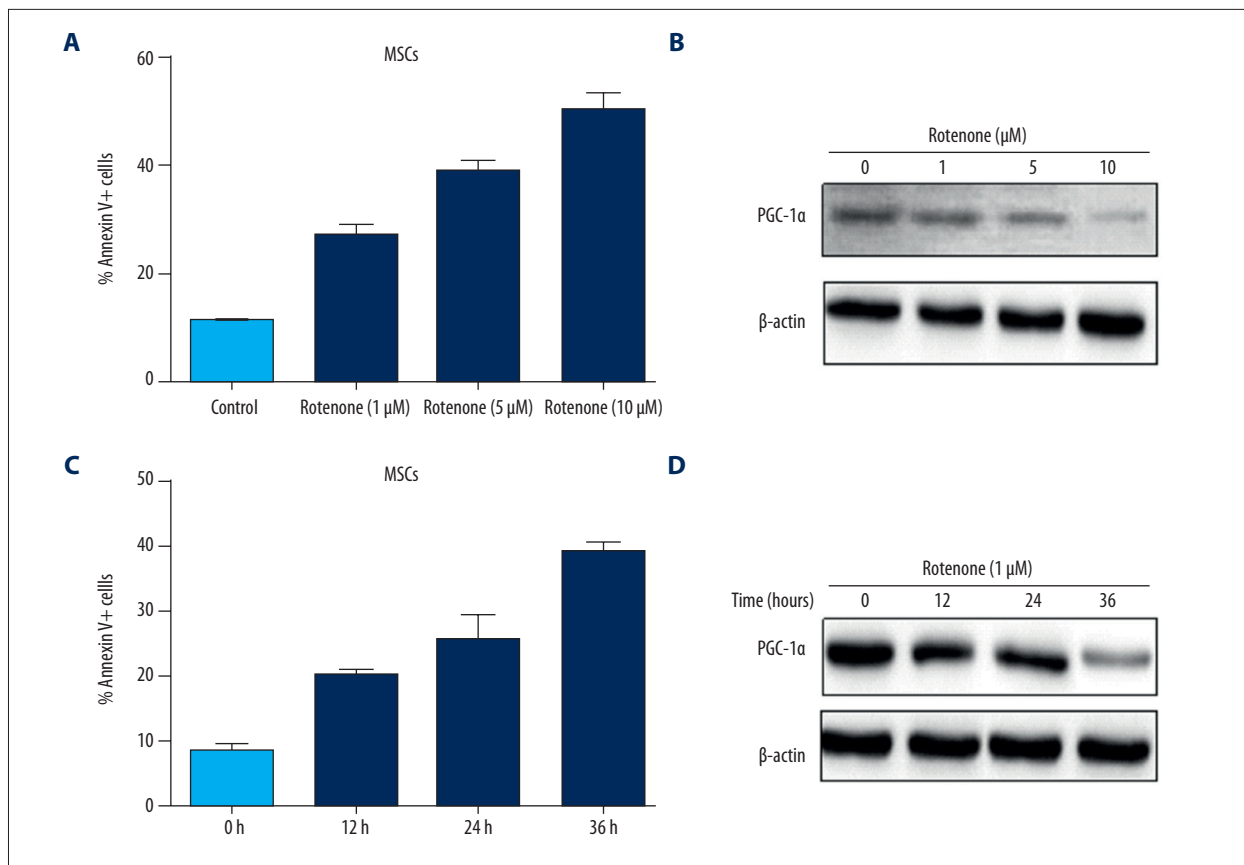 A
MSCs
% Annexin V+ cellls
60
40
20
0
Control Rotenone (1 µM) Rotenone (5 µM) Rotenone (10 µM)
B
Rotenone (µM)
0 1 5 10
PGC-1α
β-actin
C
MSCs
% Annexin V+ cellls
50
40
30
20
10
0
0 h 12 h 24 h 36 h
D
Rotenone (1 µM)
Time (hours) 0 12 24 36
PGC-1α
β-actin